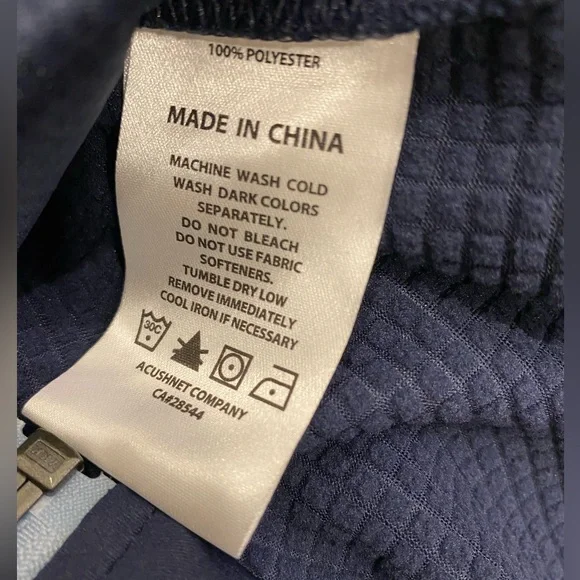 100% POLYESTER
MADE IN CHINA
MACHINE WASH COLD
WASH DARK COLORS
SEPARATELY.
DO NOT BLEACH
DO NOT USE FABRIC
SOFTENERS.
TUMBLE DRY LOW
REMOVE IMMEDIATELY
COOL IRON IF NECESSARY
30C
ACUSHNET COMPANY
CA#28544